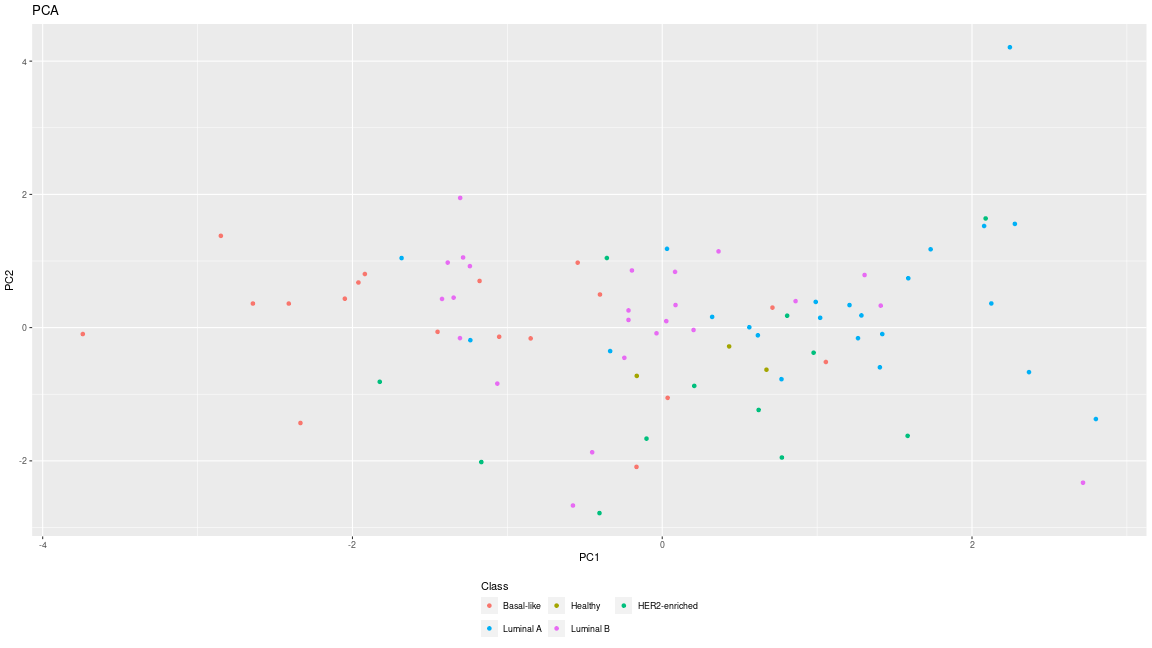 PCA
4
2
0
-2
PC2
-4 -2 0 2
PC1
Class
Basal-like Healthy HER2-enriched
Luminal A Luminal B